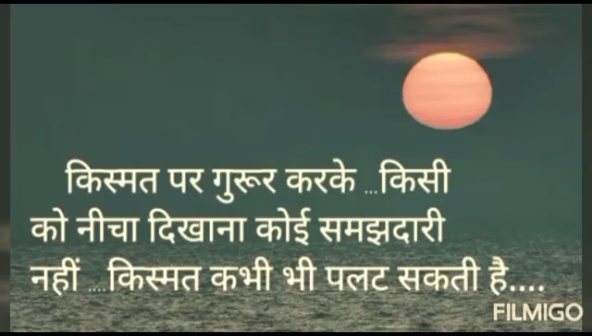 किस्मत पर गुरूर करके ...किसी
को नीचा दिखाना कोई समझदारी
नहीं ....किस्मत कभी भी पलट सकती है....
FILMIGO